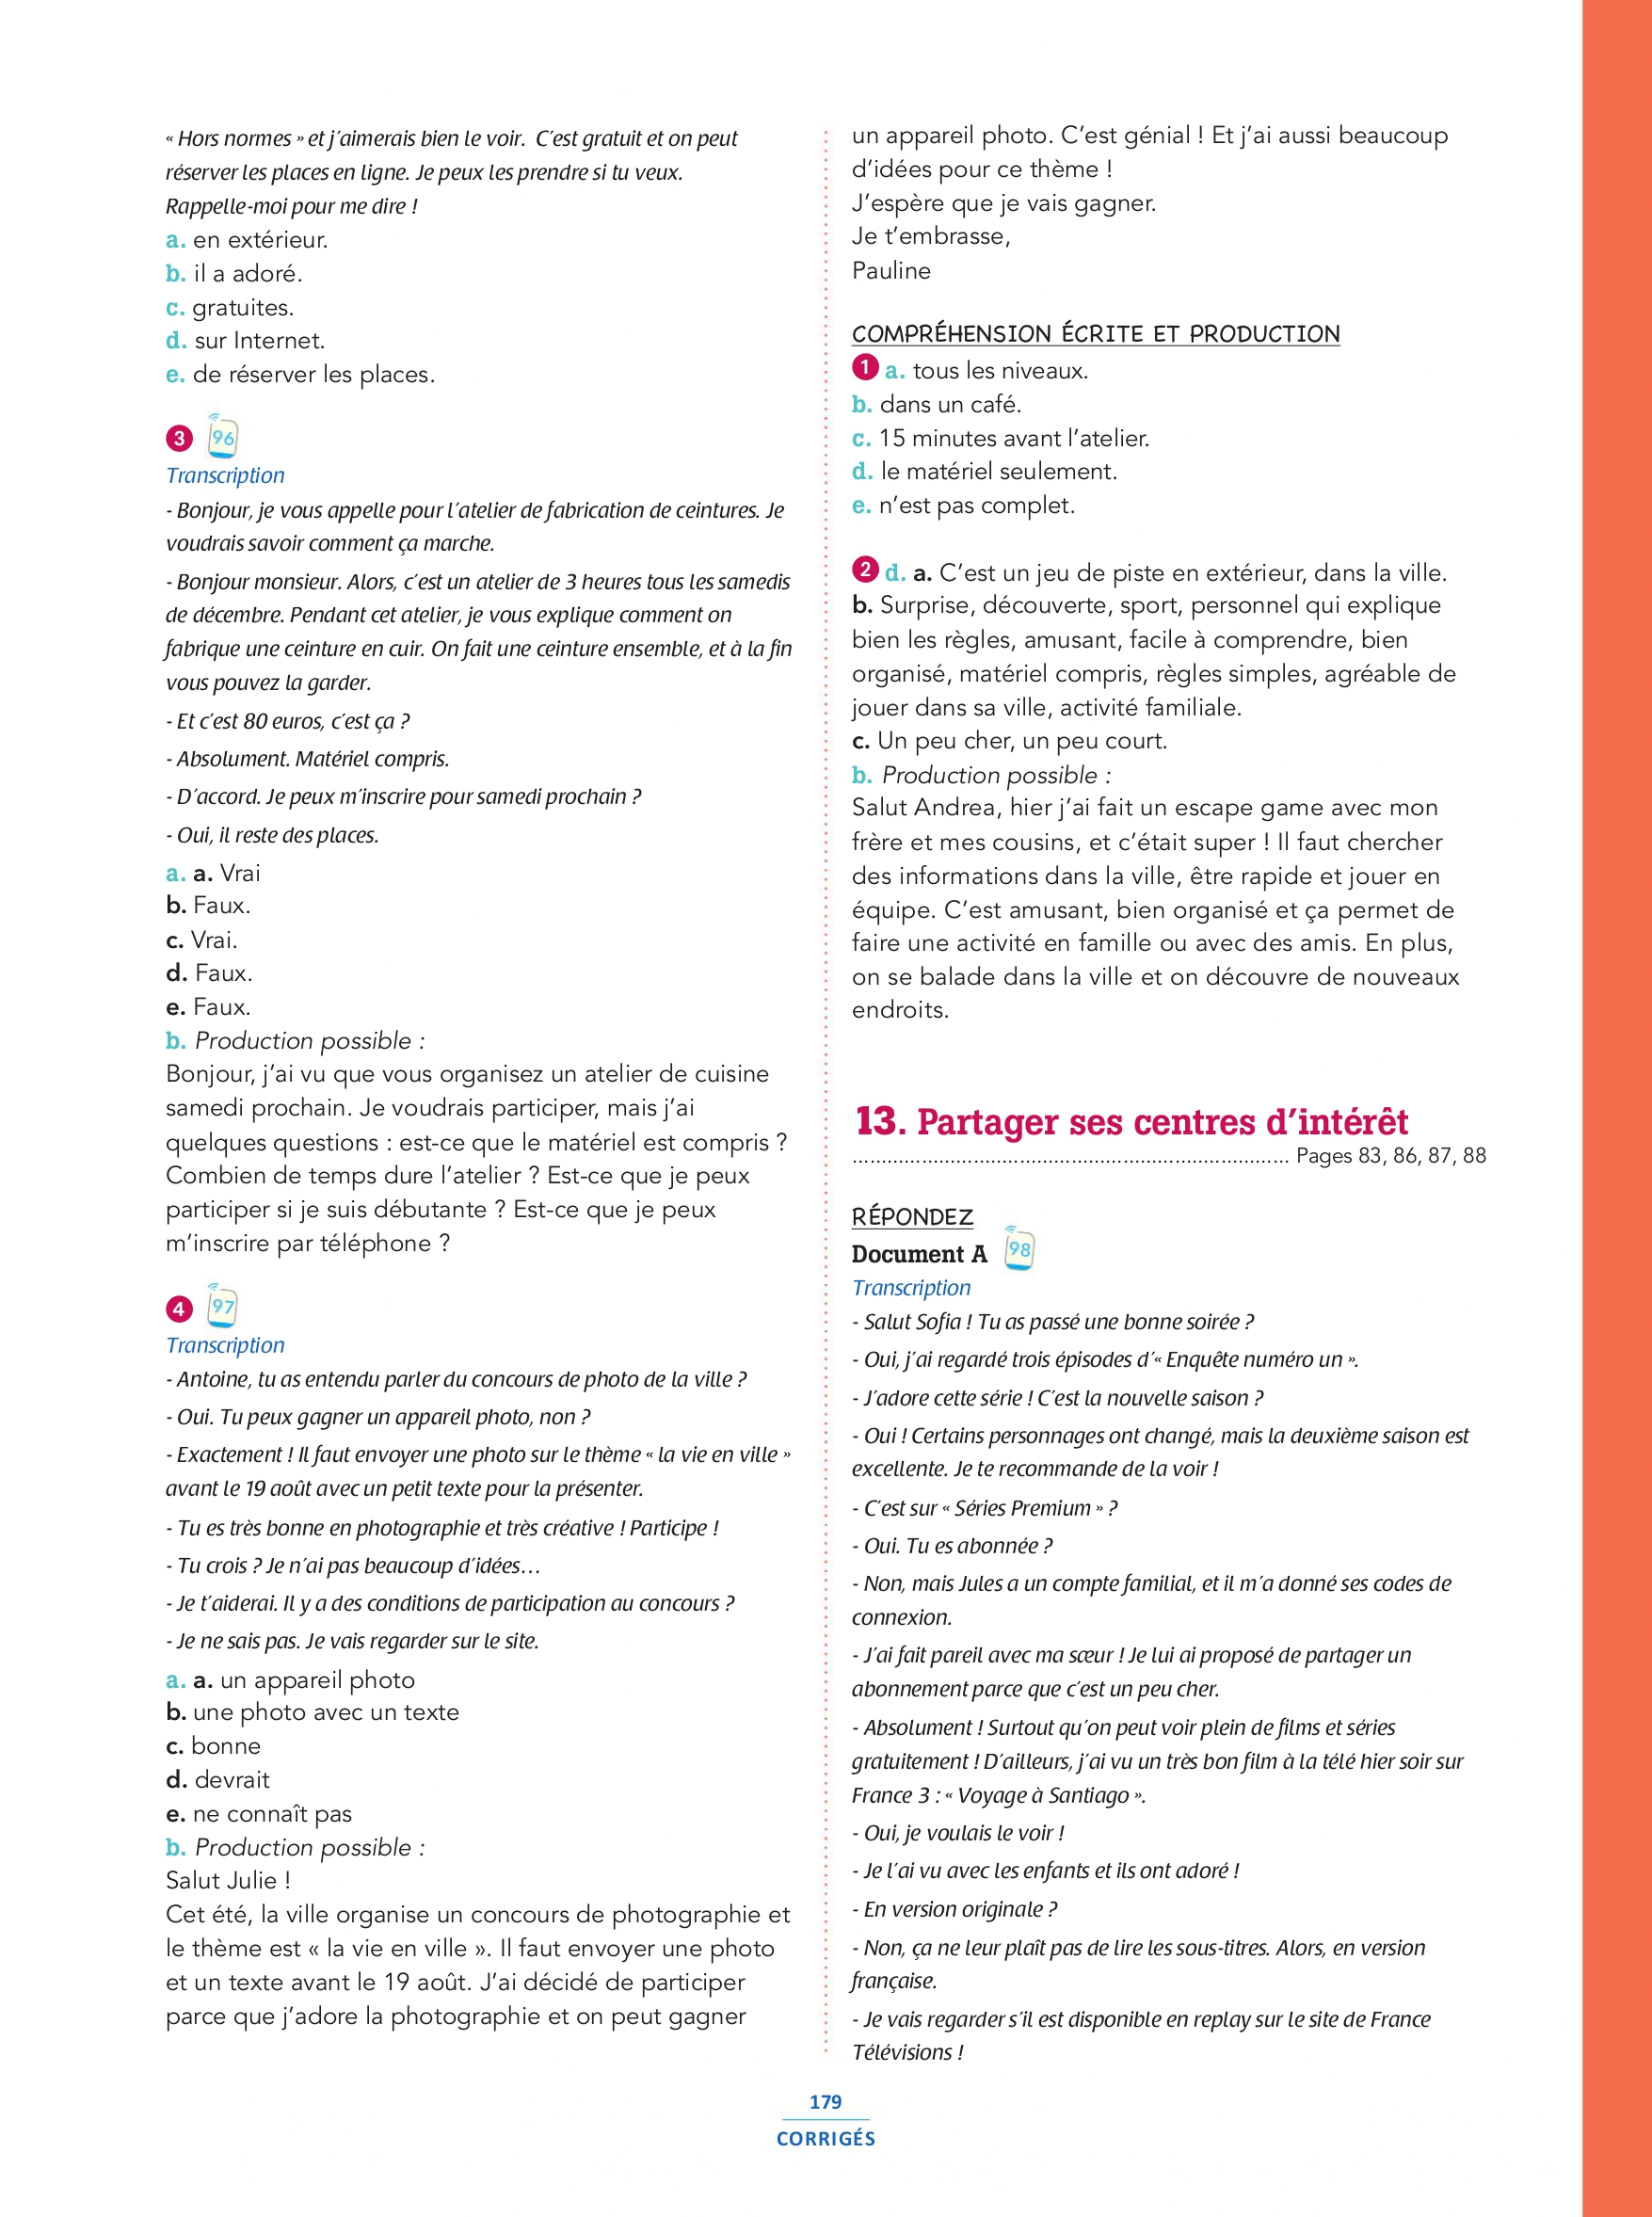 « Hors normes » et j'aimerais bien le voir.  C'est gratuit et on peut
réserver les places en ligne. Je peux les prendre si tu veux.
Rappelle-moi pour me dire !
a. en extérieur.
b. il a adoré.
c. gratuites.
d. sur Internet.
e. de réserver les places.
3 96
Transcription
- Bonjour, je vous appelle pour l'atelier de fabrication de ceintures. Je
voudrais savoir comment ça marche.
- Bonjour monsieur. Alors, c'est un atelier de 3 heures tous les samedis
de décembre. Pendant cet atelier, je vous explique comment on
fabrique une ceinture en cuir. On fait une ceinture ensemble, et à la fin
vous pouvez la garder.
- Et c'est 80 euros, c'est ça ?
- Absolument. Matériel compris.
- D'accord. Je peux m'inscrire pour samedi prochain ?
- Oui, il reste des places.
a. a. Vrai
b. Faux.
c. Vrai.
d. Faux.
e. Faux.
b. Production possible :
Bonjour, j'ai vu que vous organisez un atelier de cuisine
samedi prochain. Je voudrais participer, mais j'ai
quelques questions : est-ce que le matériel est compris ?
Combien de temps dure l'atelier ? Est-ce que je peux
participer si je suis débutante ? Est-ce que je peux
m'inscrire par téléphone ?
4 97
Transcription
- Antoine, tu as entendu parler du concours de photo de la ville ?
- Oui. Tu peux gagner un appareil photo, non ?
- Exactement ! Il faut envoyer une photo sur le thème « la vie en ville »
avant le 19 août avec un petit texte pour la présenter.
- Tu es très bonne en photographie et très créative ! Participe !
- Tu crois ? Je n'ai pas beaucoup d'idées…
- Je t'aiderai. Il y a des conditions de participation au concours ?
- Je ne sais pas. Je vais regarder sur le site.
a. a. un appareil photo
b. une photo avec un texte
c. bonne
d. devrait
e. ne connaît pas
b. Production possible :
Salut Julie !
Cet été, la ville organise un concours de photographie et
le thème est « la vie en ville ». Il faut envoyer une photo
et un texte avant le 19 août. J'ai décidé de participer
parce que j'adore la photographie et on peut gagner
un appareil photo. C'est génial ! Et j'ai aussi beaucoup
d'idées pour ce thème !
J'espère que je vais gagner.
Je t'embrasse,
Pauline
COMPRÉHENSION ÉCRITE ET PRODUCTION
1 a. tous les niveaux.
b. dans un café.
c. 15 minutes avant l'atelier.
d. le matériel seulement.
e. n'est pas complet.
2 d. a. C'est un jeu de piste en extérieur, dans la ville.
b. Surprise, découverte, sport, personnel qui explique
bien les règles, amusant, facile à comprendre, bien
organisé, matériel compris, règles simples, agréable de
jouer dans sa ville, activité familiale.
c. Un peu cher, un peu court.
b. Production possible :
Salut Andrea, hier j'ai fait un escape game avec mon
frère et mes cousins, et c'était super ! Il faut chercher
des informations dans la ville, être rapide et jouer en
équipe. C'est amusant, bien organisé et ça permet de
faire une activité en famille ou avec des amis. En plus,
on se balade dans la ville et on découvre de nouveaux
endroits.
13. Partager ses centres d'intérêt
........................................................................... Pages 83, 86, 87, 88
RÉPONDEZ
Document A 98
Transcription
- Salut Sofia ! Tu as passé une bonne soirée ?
- Oui, j'ai regardé trois épisodes d'« Enquête numéro un ».
- J'adore cette série ! C'est la nouvelle saison ?
- Oui ! Certains personnages ont changé, mais la deuxième saison est
excellente. Je te recommande de la voir !
- C'est sur « Séries Premium » ?
- Oui. Tu es abonnée ?
- Non, mais Jules a un compte familial, et il m'a donné ses codes de
connexion.
- J'ai fait pareil avec ma sœur ! Je lui ai proposé de partager un
abonnement parce que c'est un peu cher.
- Absolument ! Surtout qu'on peut voir plein de films et séries
gratuitement ! D'ailleurs, j'ai vu un très bon film à la télé hier soir sur
France 3 : « Voyage à Santiago ».
- Oui, je voulais le voir !
- Je l'ai vu avec les enfants et ils ont adoré !
- En version originale ?
- Non, ça ne leur plaît pas de lire les sous-titres. Alors, en version
française.
- Je vais regarder s'il est disponible en replay sur le site de France
Télévisions !
179
CORRIGÉS